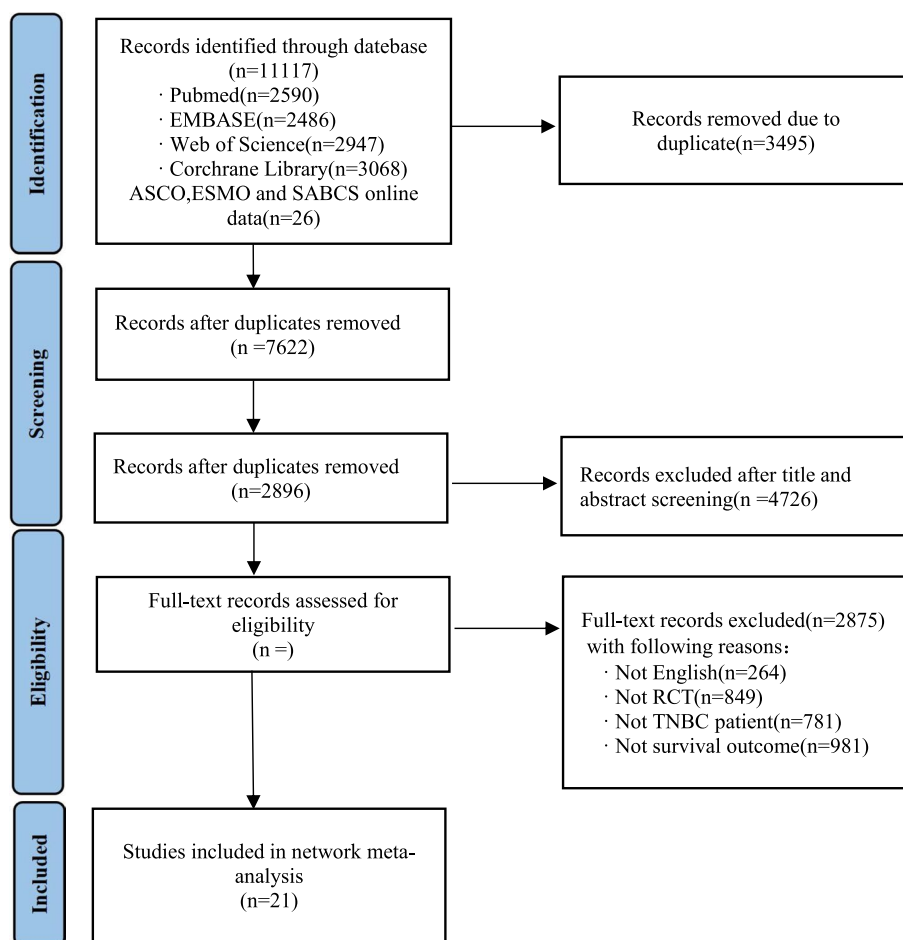 Identification
Records identified through datebase
(n=11117)
· Pubmed(n=2590)
· EMBASE(n=2486)
· Web of Science(n=2947)
· Corchrane Library(n=3068)
ASCO,ESMO and SABCS online
data(n=26)
Records removed due to
duplicate(n=3495)
Screening
Records after duplicates removed
(n =7622)
Records after duplicates removed
(n=2896)
Records excluded after title and
abstract screening(n =4726)
Eligibility
Full-text records assessed for
eligibility
(n =)
Full-text records excluded(n=2875)
with following reasons：
· Not English(n=264)
· Not RCT(n=849)
· Not TNBC patient(n=781)
· Not survival outcome(n=981)
Included
Studies included in network meta-
analysis
(n=21)